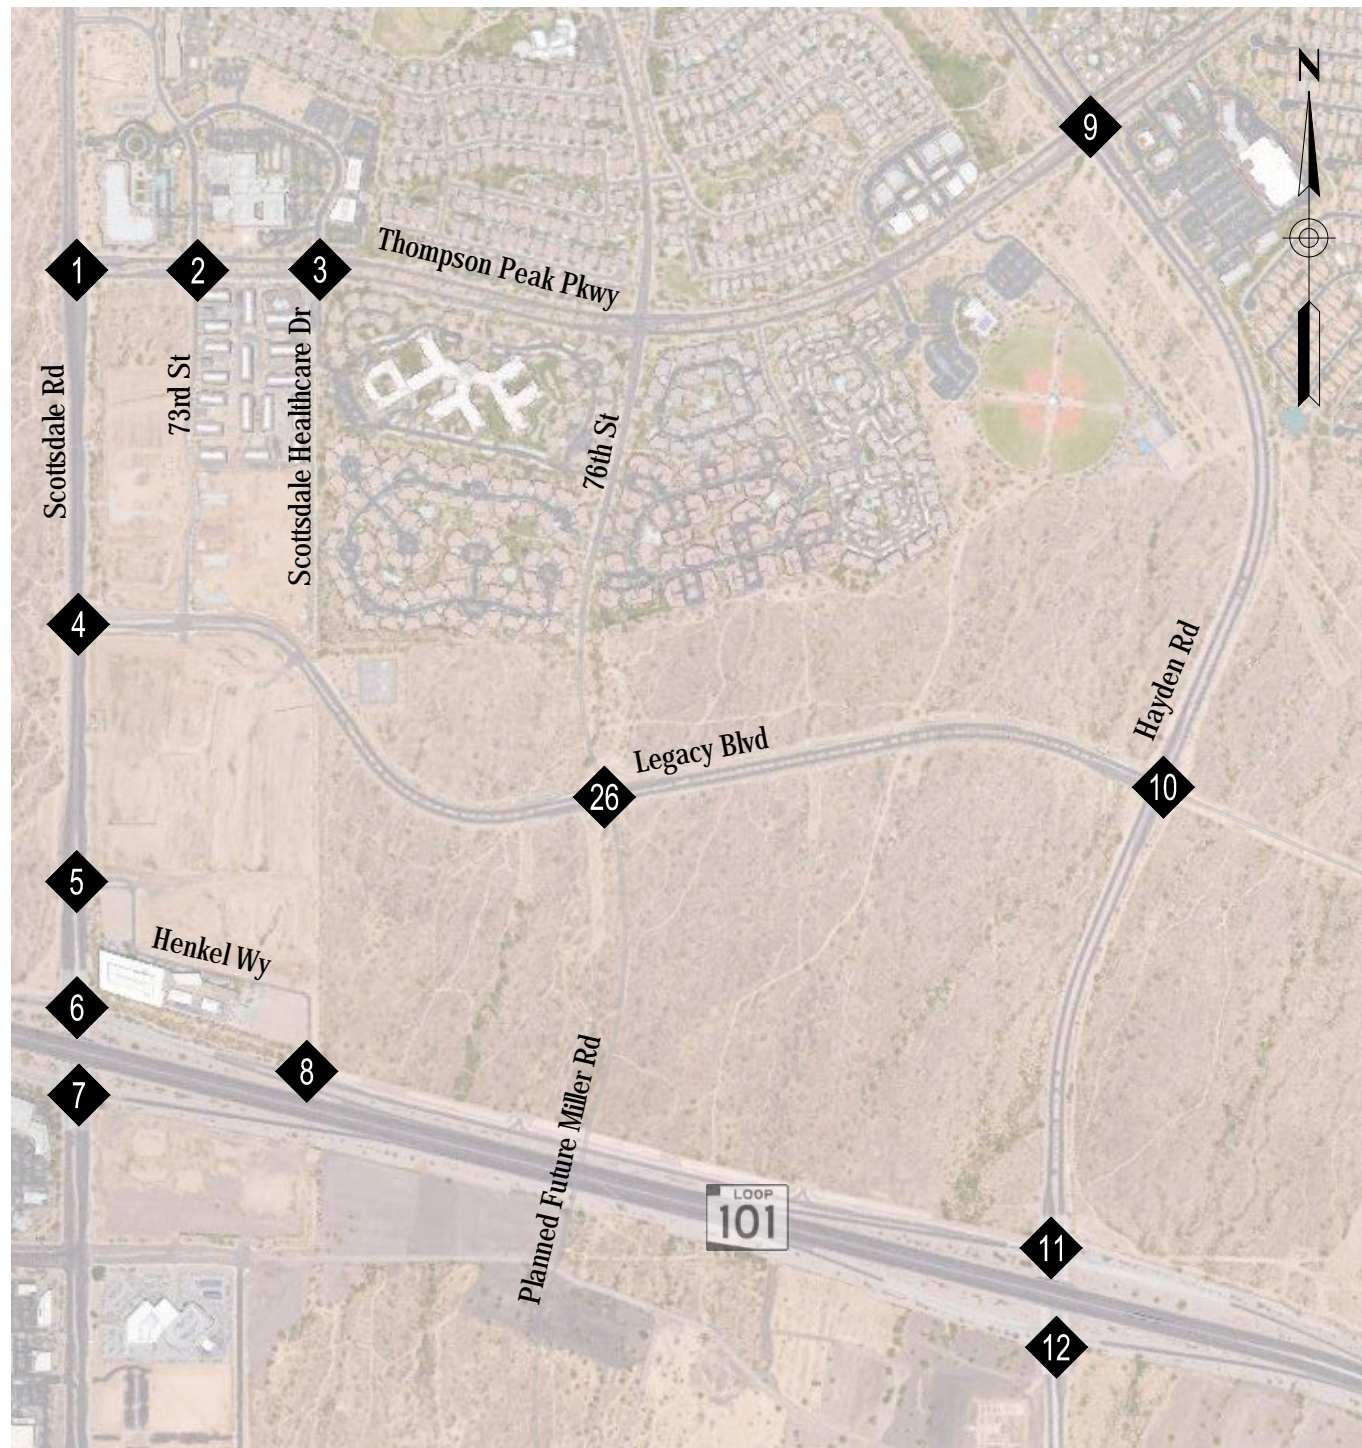 N
9
1
2
3
Thompson Peak Pkwy
Scottsdale Rd
73rd St
Scottsdale Healthcare Dr
76th St
4
Hayden Rd
Legacy Blvd
26
10
5
Henkel Wy
6
8
7
Planned Future Miller Rd
LOOP
101
11
12